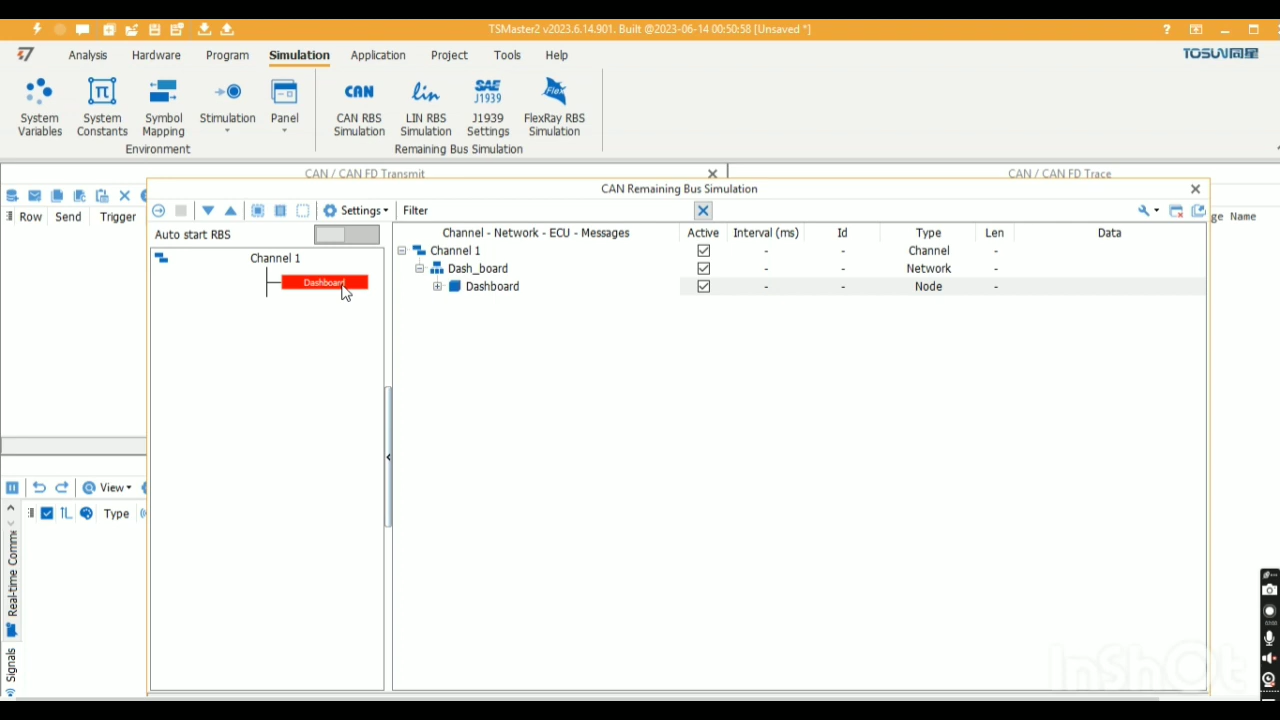 TSMaster2 v2023.6.14.901. Built @2023-06-14 00:50:58 [Unsaved *]
Analysis Hardware Program Simulation Application Project Tools Help
TOSUN同星
System Variables
System Constants
Symbol Mapping
Stimulation
Panel
CAN
CAN RBS Simulation
lin
LIN RBS Simulation
SAE J1939
J1939 Settings
Flex
FlexRay RBS Simulation
Environment
Remaining Bus Simulation
CAN / CAN FD Transmit
CAN / CAN FD Trace
CAN Remaining Bus Simulation
Row Send Trigger
Settings
Filter
ge Name
Auto start RBS
Channel 1
Dashboard
Channel - Network - ECU - Messages Active Interval (ms) Id Type Len Data
Channel 1 - - Channel -
Dash_board - - Network -
Dashboard - - Node -
View
Type
Real-time Comm
Signals
03:03
InShOt